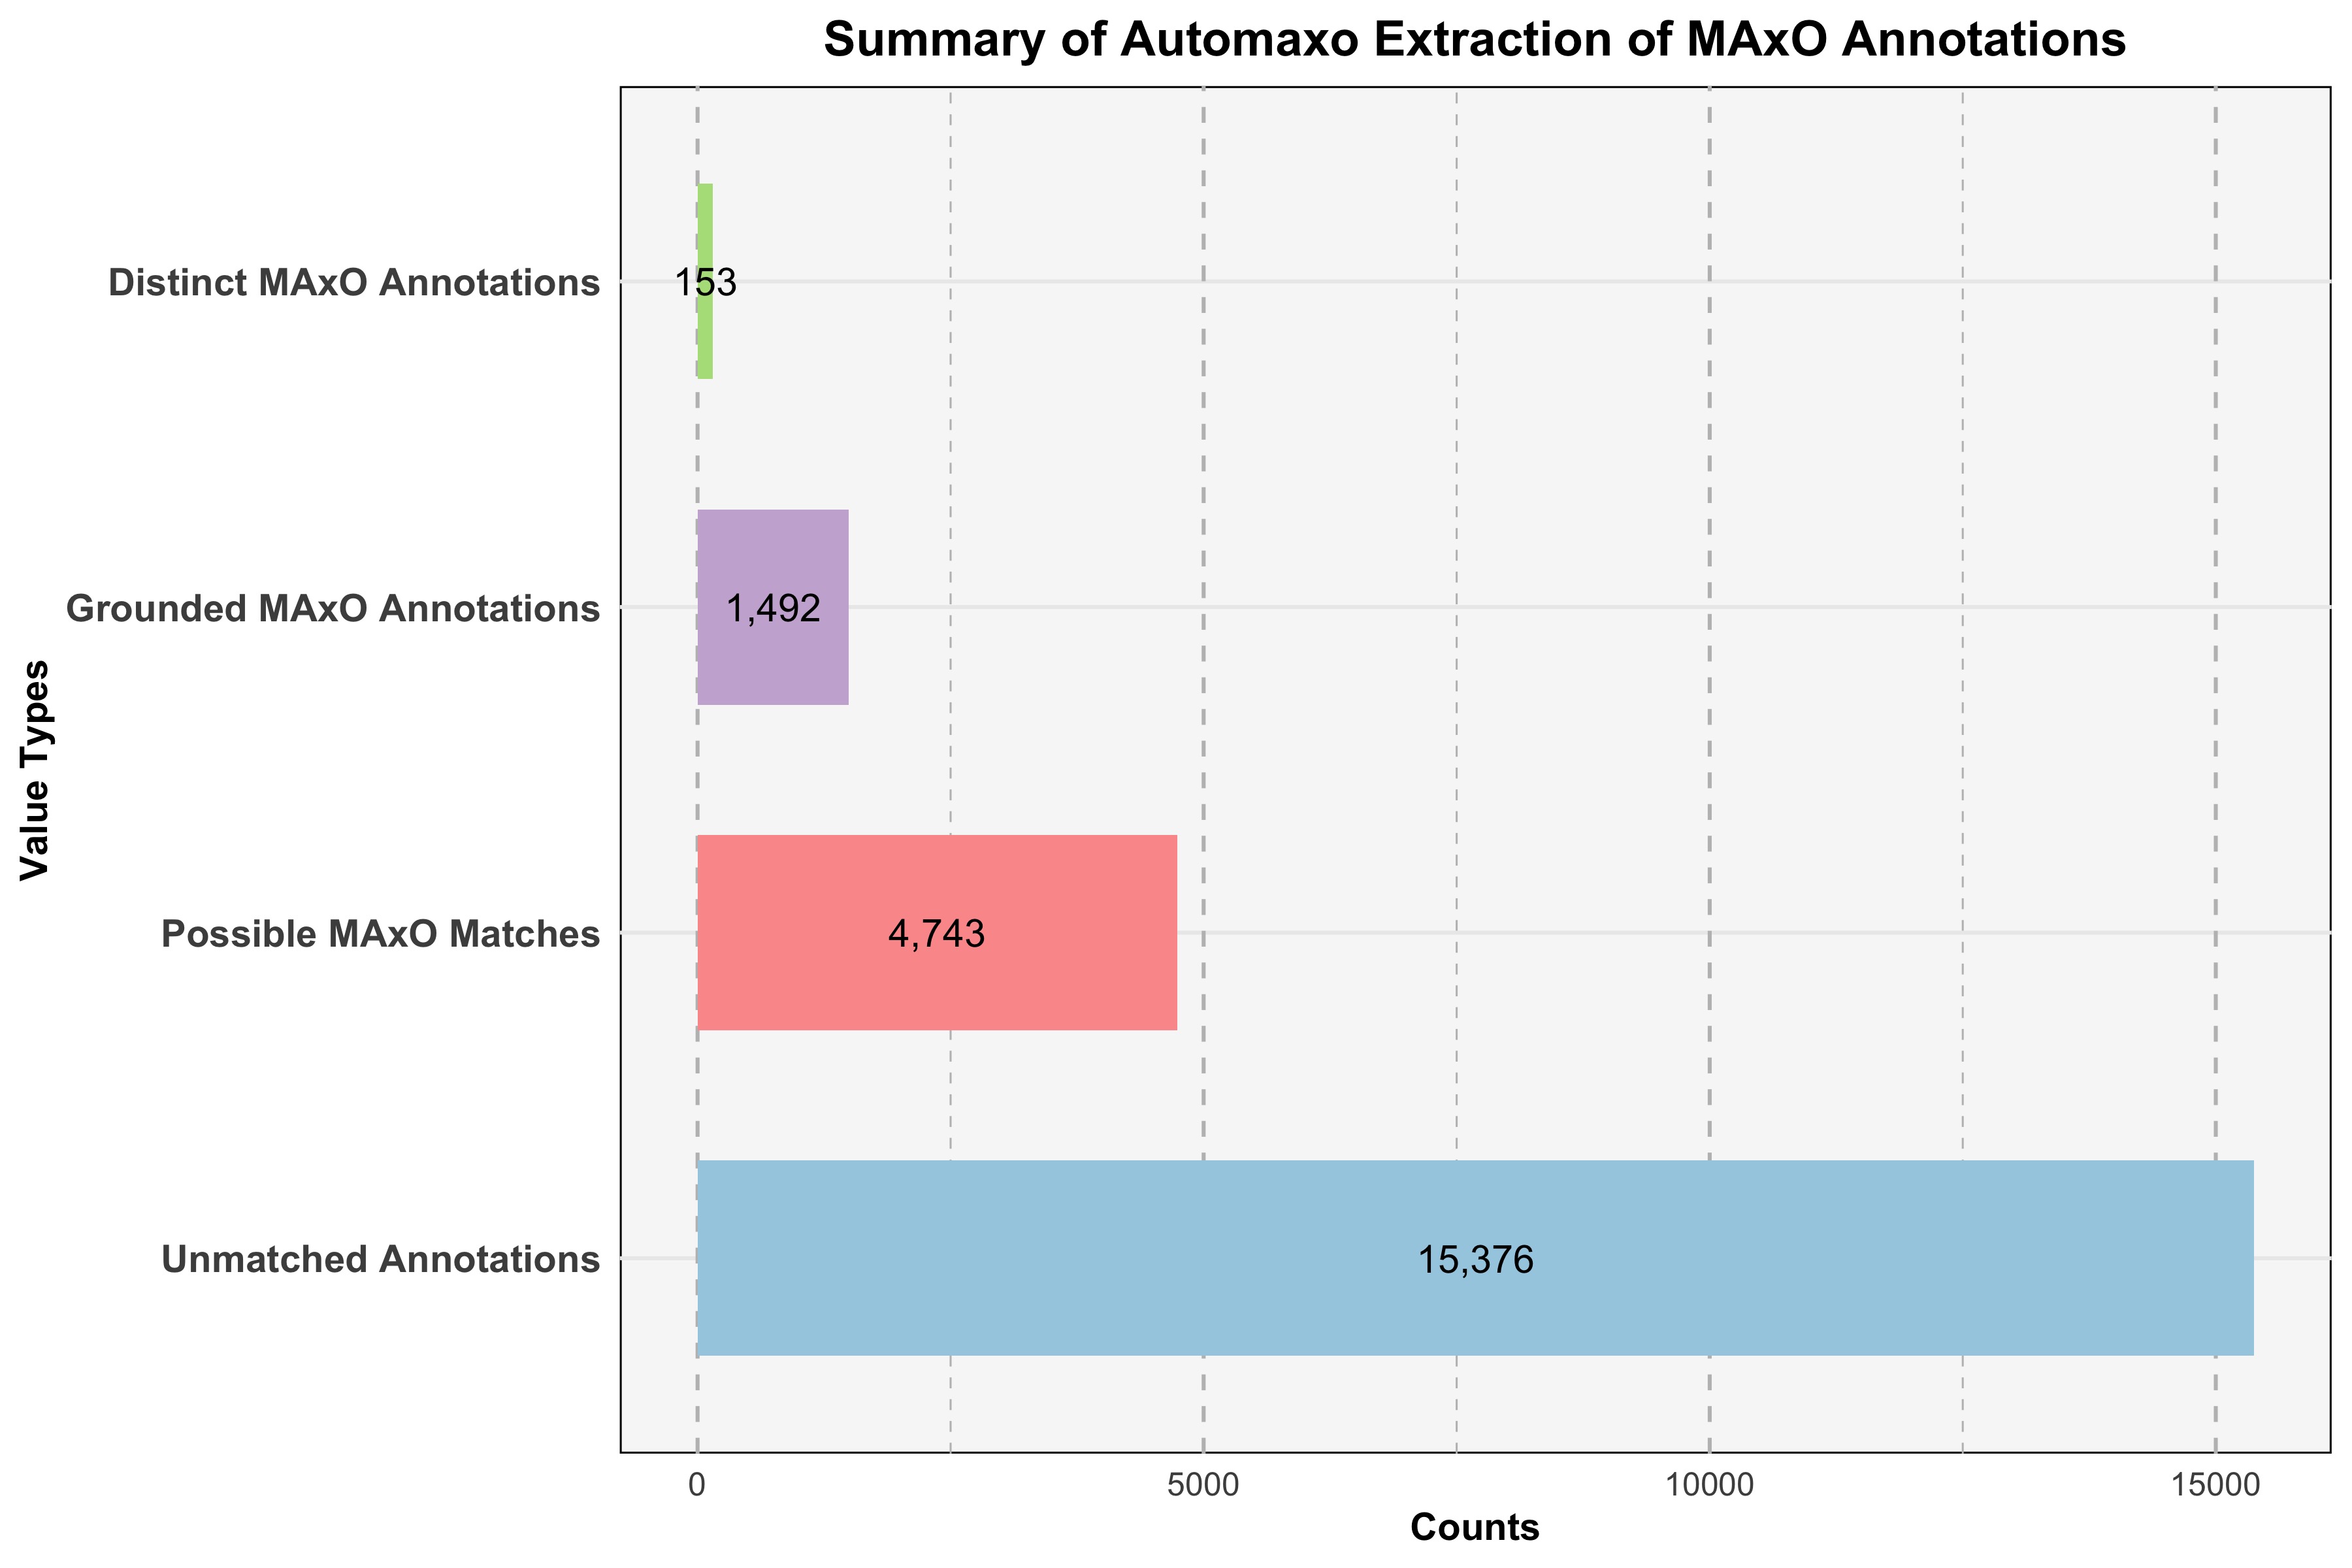 Summary of Automaxo Extraction of MAxO Annotations
Value Types
Distinct MAxO Annotations
153
Grounded MAxO Annotations
1,492
Possible MAxO Matches
4,743
Unmatched Annotations
15,376
0 5000 10000 15000
Counts